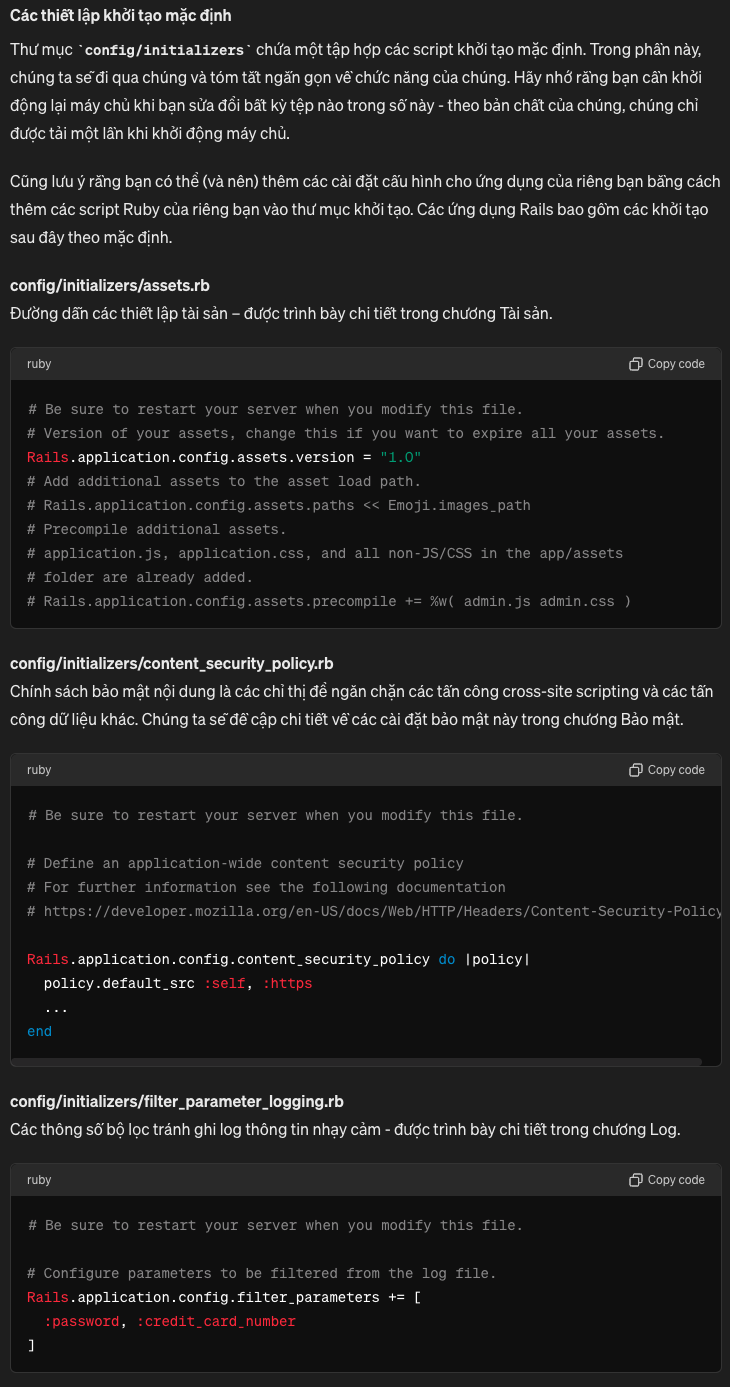 Các thiết lập khởi tạo mặc định
Thư mục `config/initializers` chứa một tập hợp các script khởi tạo mặc định. Trong phần này,
chúng ta sẽ đi qua chúng và tóm tắt ngắn gọn về chức năng của chúng. Hãy nhớ rằng bạn cần khởi
động lại máy chủ khi bạn sửa đổi bất kỳ tệp nào trong số này - theo bản chất của chúng, chúng chỉ
được tải một lần khi khởi động máy chủ.
Cũng lưu ý rằng bạn có thể (và nên) thêm các cài đặt cấu hình cho ứng dụng của riêng bạn bằng cách
thêm các script Ruby của riêng bạn vào thư mục khởi tạo. Các ứng dụng Rails bao gồm các khởi tạo
sau đây theo mặc định.
config/initializers/assets.rb
Đường dẫn các thiết lập tài sản – được trình bày chi tiết trong chương Tài sản.
ruby Copy code
# Be sure to restart your server when you modify this file.
# Version of your assets, change this if you want to expire all your assets.
Rails.application.config.assets.version = "1.0"
# Add additional assets to the asset load path.
# Rails.application.config.assets.paths << Emoji.images_path
# Precompile additional assets.
# application.js, application.css, and all non-JS/CSS in the app/assets
# folder are already added.
# Rails.application.config.assets.precompile += %w( admin.js admin.css )
config/initializers/content_security_policy.rb
Chính sách bảo mật nội dung là các chỉ thị để ngăn chặn các tấn công cross-site scripting và các tấn
công dữ liệu khác. Chúng ta sẽ đề cập chi tiết về các cài đặt bảo mật này trong chương Bảo mật.
ruby Copy code
# Be sure to restart your server when you modify this file.
# Define an application-wide content security policy
# For further information see the following documentation
# https://developer.mozilla.org/en-US/docs/Web/HTTP/Headers/Content-Security-Policy
Rails.application.config.content_security_policy do |policy|
policy.default_src :self, :https
...
end
config/initializers/filter_parameter_logging.rb
Các thông số bộ lọc tránh ghi log thông tin nhạy cảm - được trình bày chi tiết trong chương Log.
ruby Copy code
# Be sure to restart your server when you modify this file.
# Configure parameters to be filtered from the log file.
Rails.application.config.filter_parameters += [
:password, :credit_card_number
]